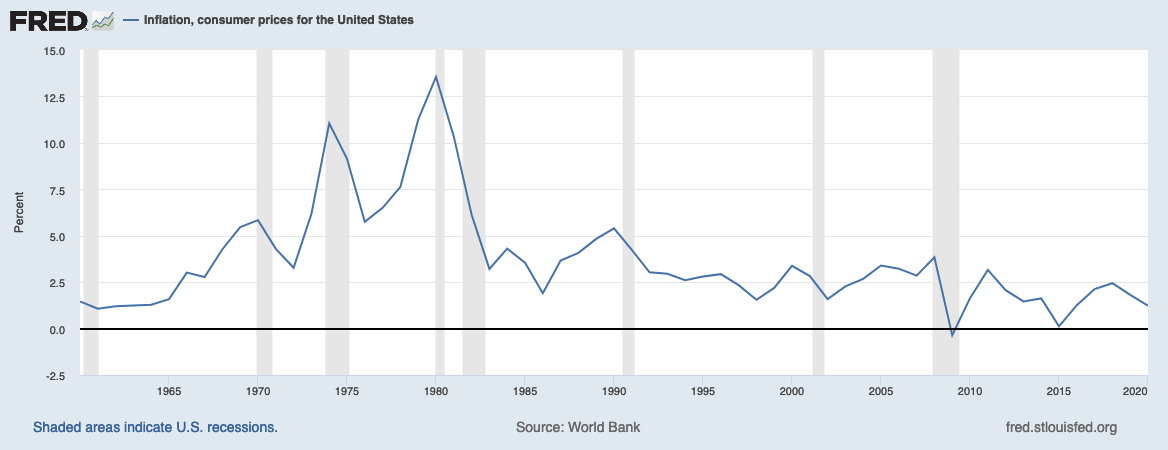 FRED
Inflation, consumer prices for the United States
Percent
15.0
12.5
10.0
7.5
5.0
2.5
0.0
-2.5
1965 1970 1975 1980 1985 1990 1995 2000 2005 2010 2015 2020
Shaded areas indicate U.S. recessions. Source: World Bank fred.stlouisfed.org